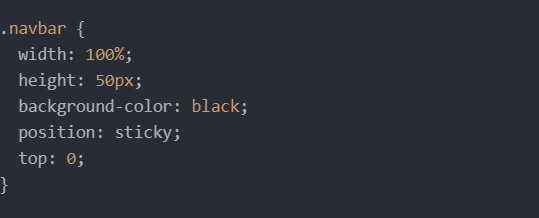 .navbar {
  width: 100%;
  height: 50px;
  background-color: black;
  position: sticky;
  top: 0;
}